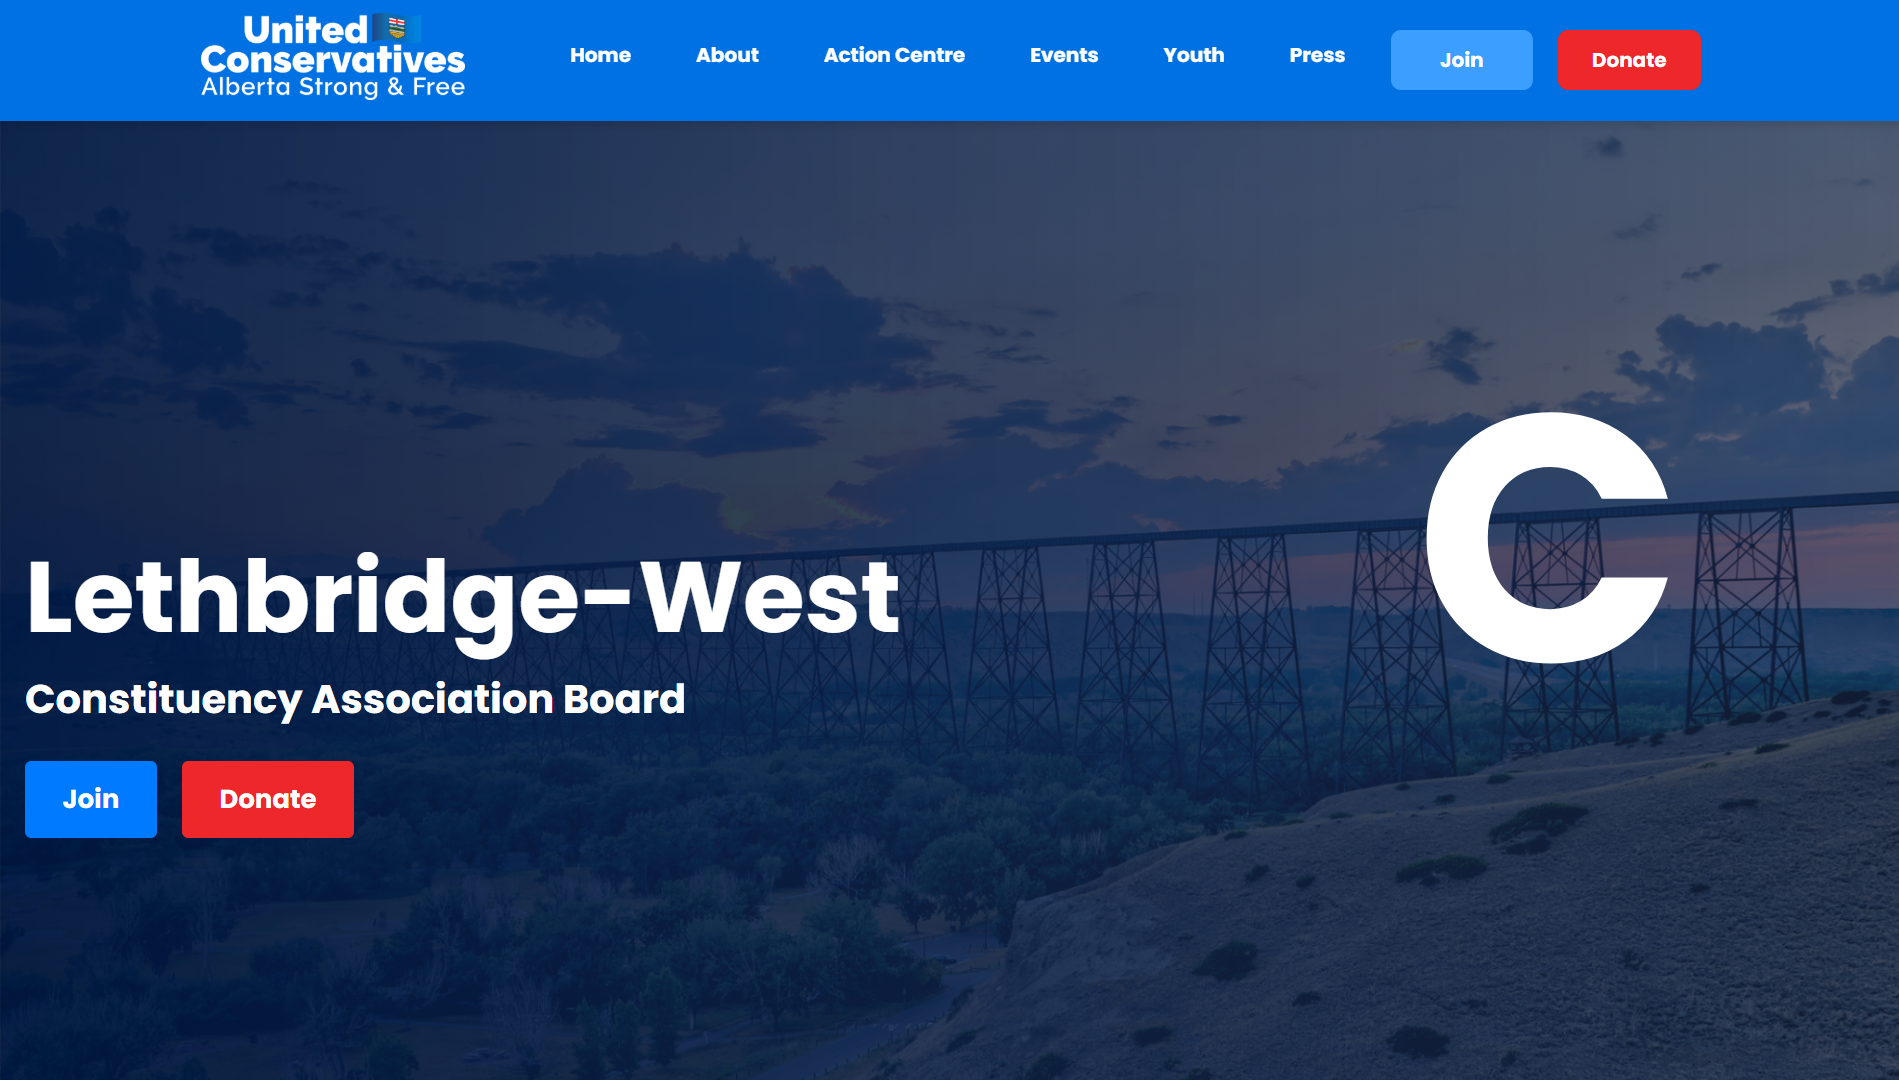 United
Conservatives
Alberta Strong & Free
Home About Action Centre Events Youth Press Join Donate
C
Lethbridge-West
Constituency Association Board
Join Donate